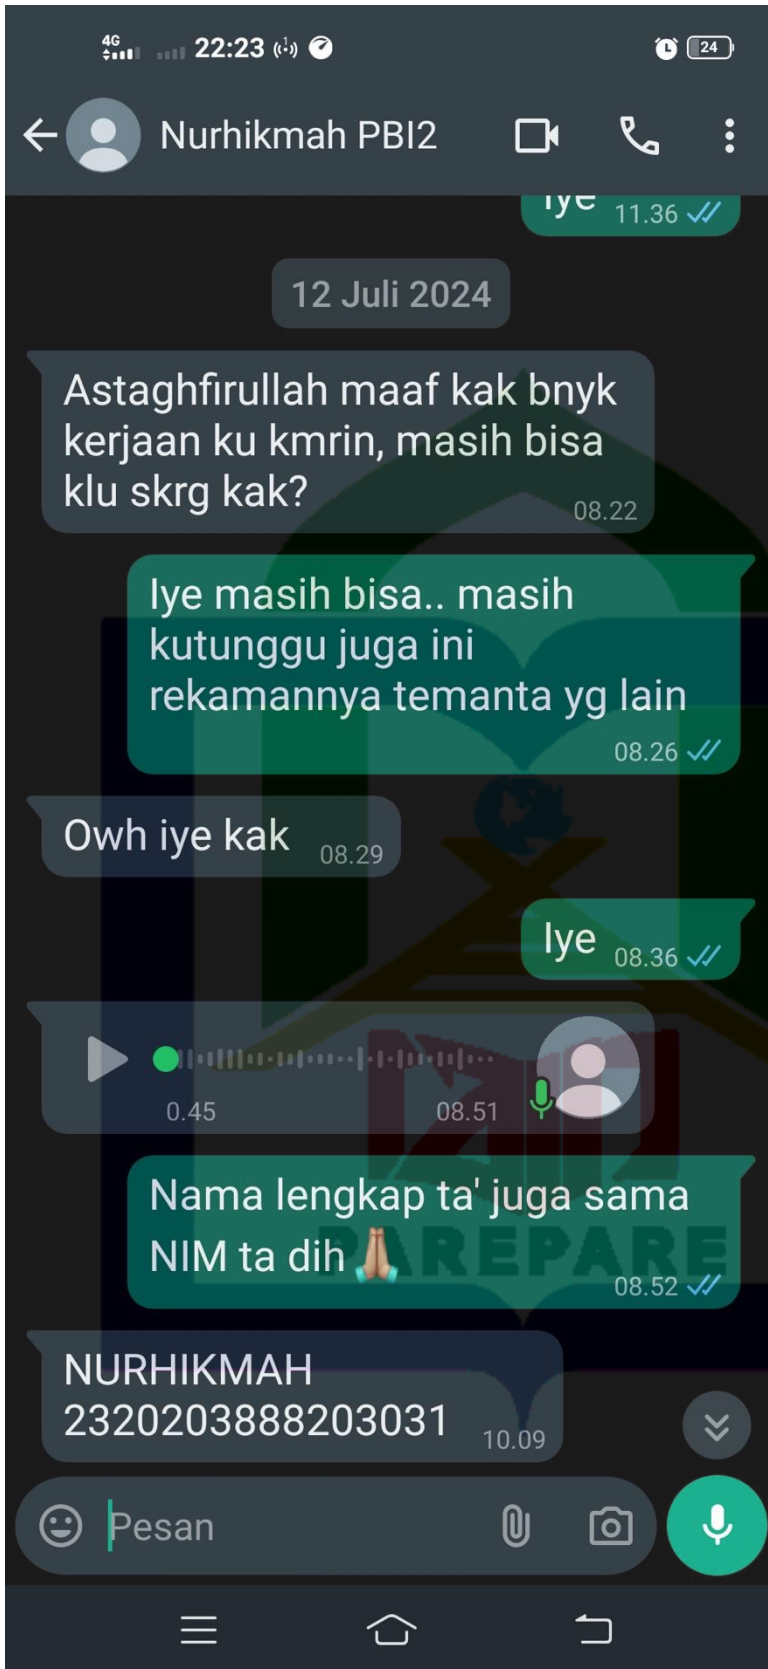 4G 22:23 24
Nurhikmah PBI2
Iye 11.36
12 Juli 2024
Astaghfirullah maaf kak bnyk
kerjaan ku kmrin, masih bisa
klu skrg kak?
08.22
Iye masih bisa.. masih
kutunggu juga ini
rekamannya temanta yg lain
08.26
Owh iye kak 08.29
Iye 08.36
0.45 08.51
Nama lengkap ta' juga sama
NIM ta dih🙏🏼
08.52
PAREPARE
NURHIKMAH
2320203888203031 10.09
Pesan